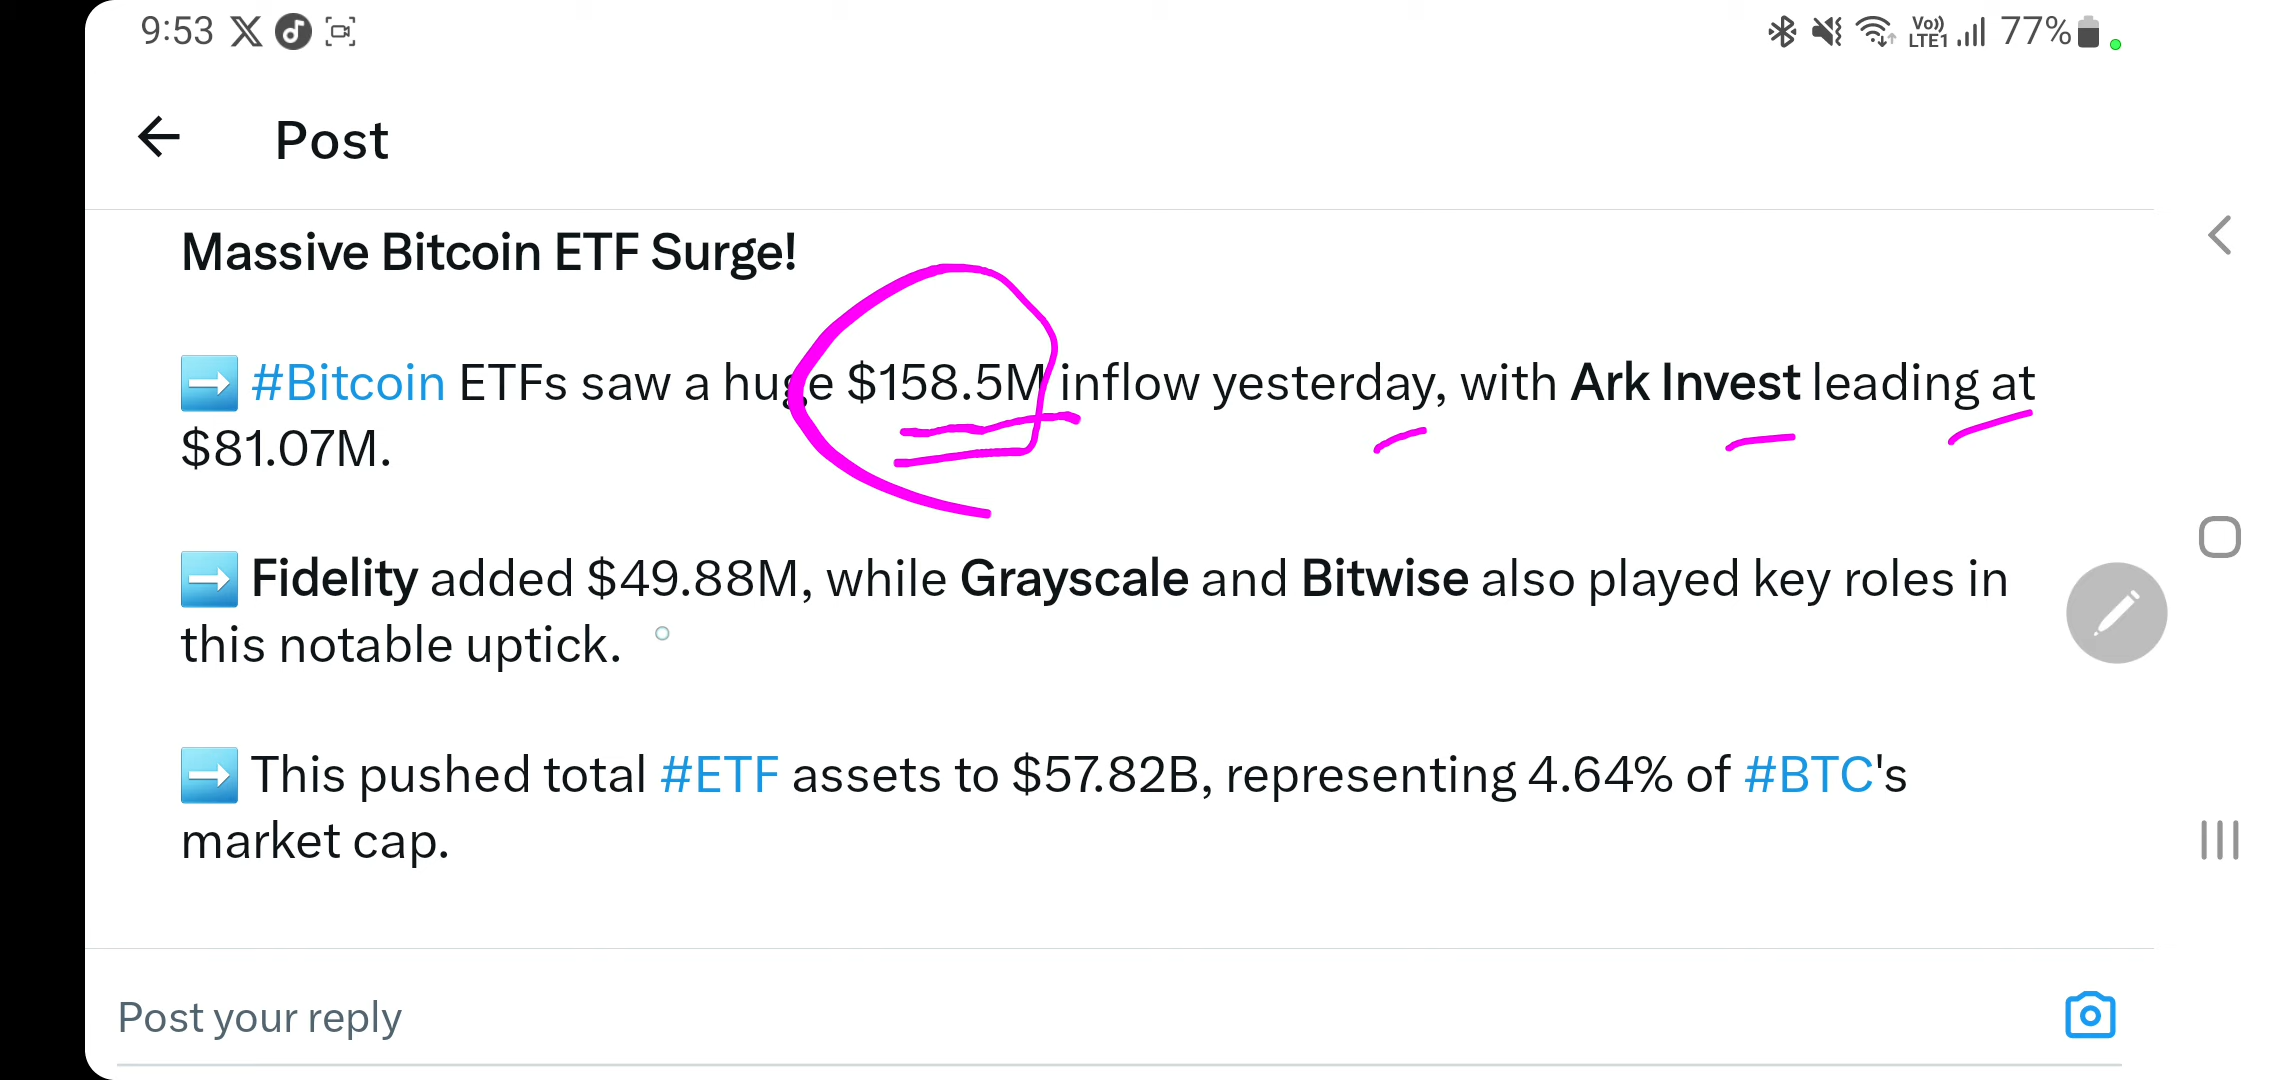 9:53 Vo)) LTE1 77%
Post
Massive Bitcoin ETF Surge!
➡️ #Bitcoin ETFs saw a huge $158.5M inflow yesterday, with Ark Invest leading at
$81.07M.
➡️ Fidelity added $49.88M, while Grayscale and Bitwise also played key roles in
this notable uptick.
➡️ This pushed total #ETF assets to $57.82B, representing 4.64% of #BTC's
market cap.
Post your reply